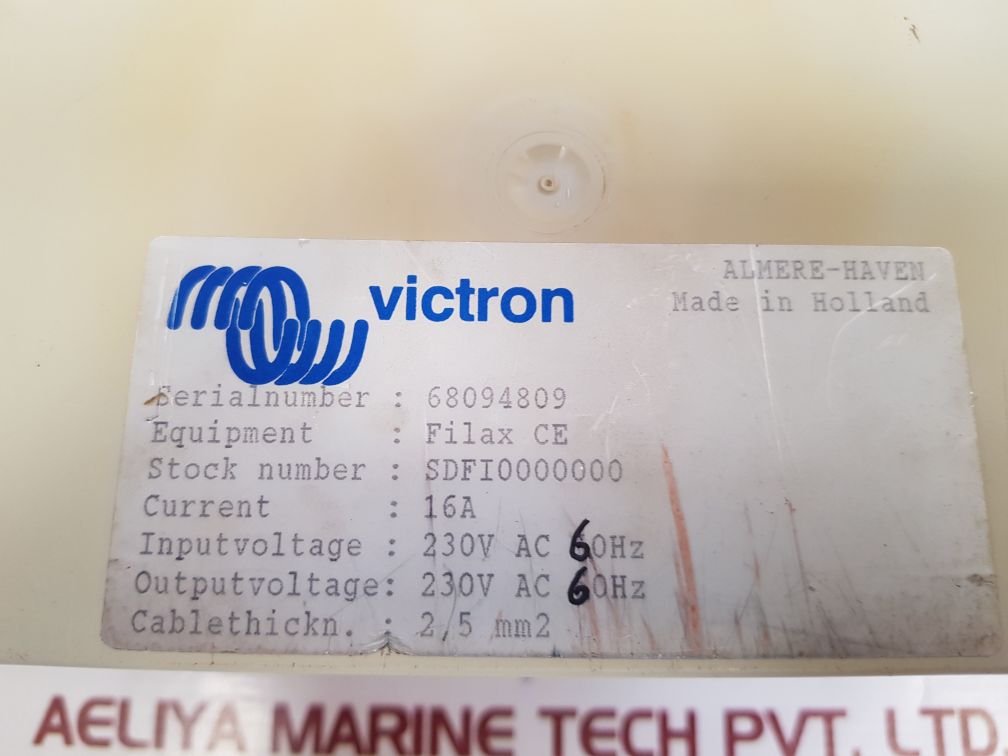 victron
ALMERE-HAVEN
Made in Holland
Serialnumber : 68094809
Equipment : Filax CE
Stock number : SDFI0000000
Current : 16A
Inputvoltage : 230V AC 60Hz
Outputvoltage: 230V AC 60Hz
Cablethickn. : 2,5 mm2
AELIYA MARINE TECH PVT. LTD